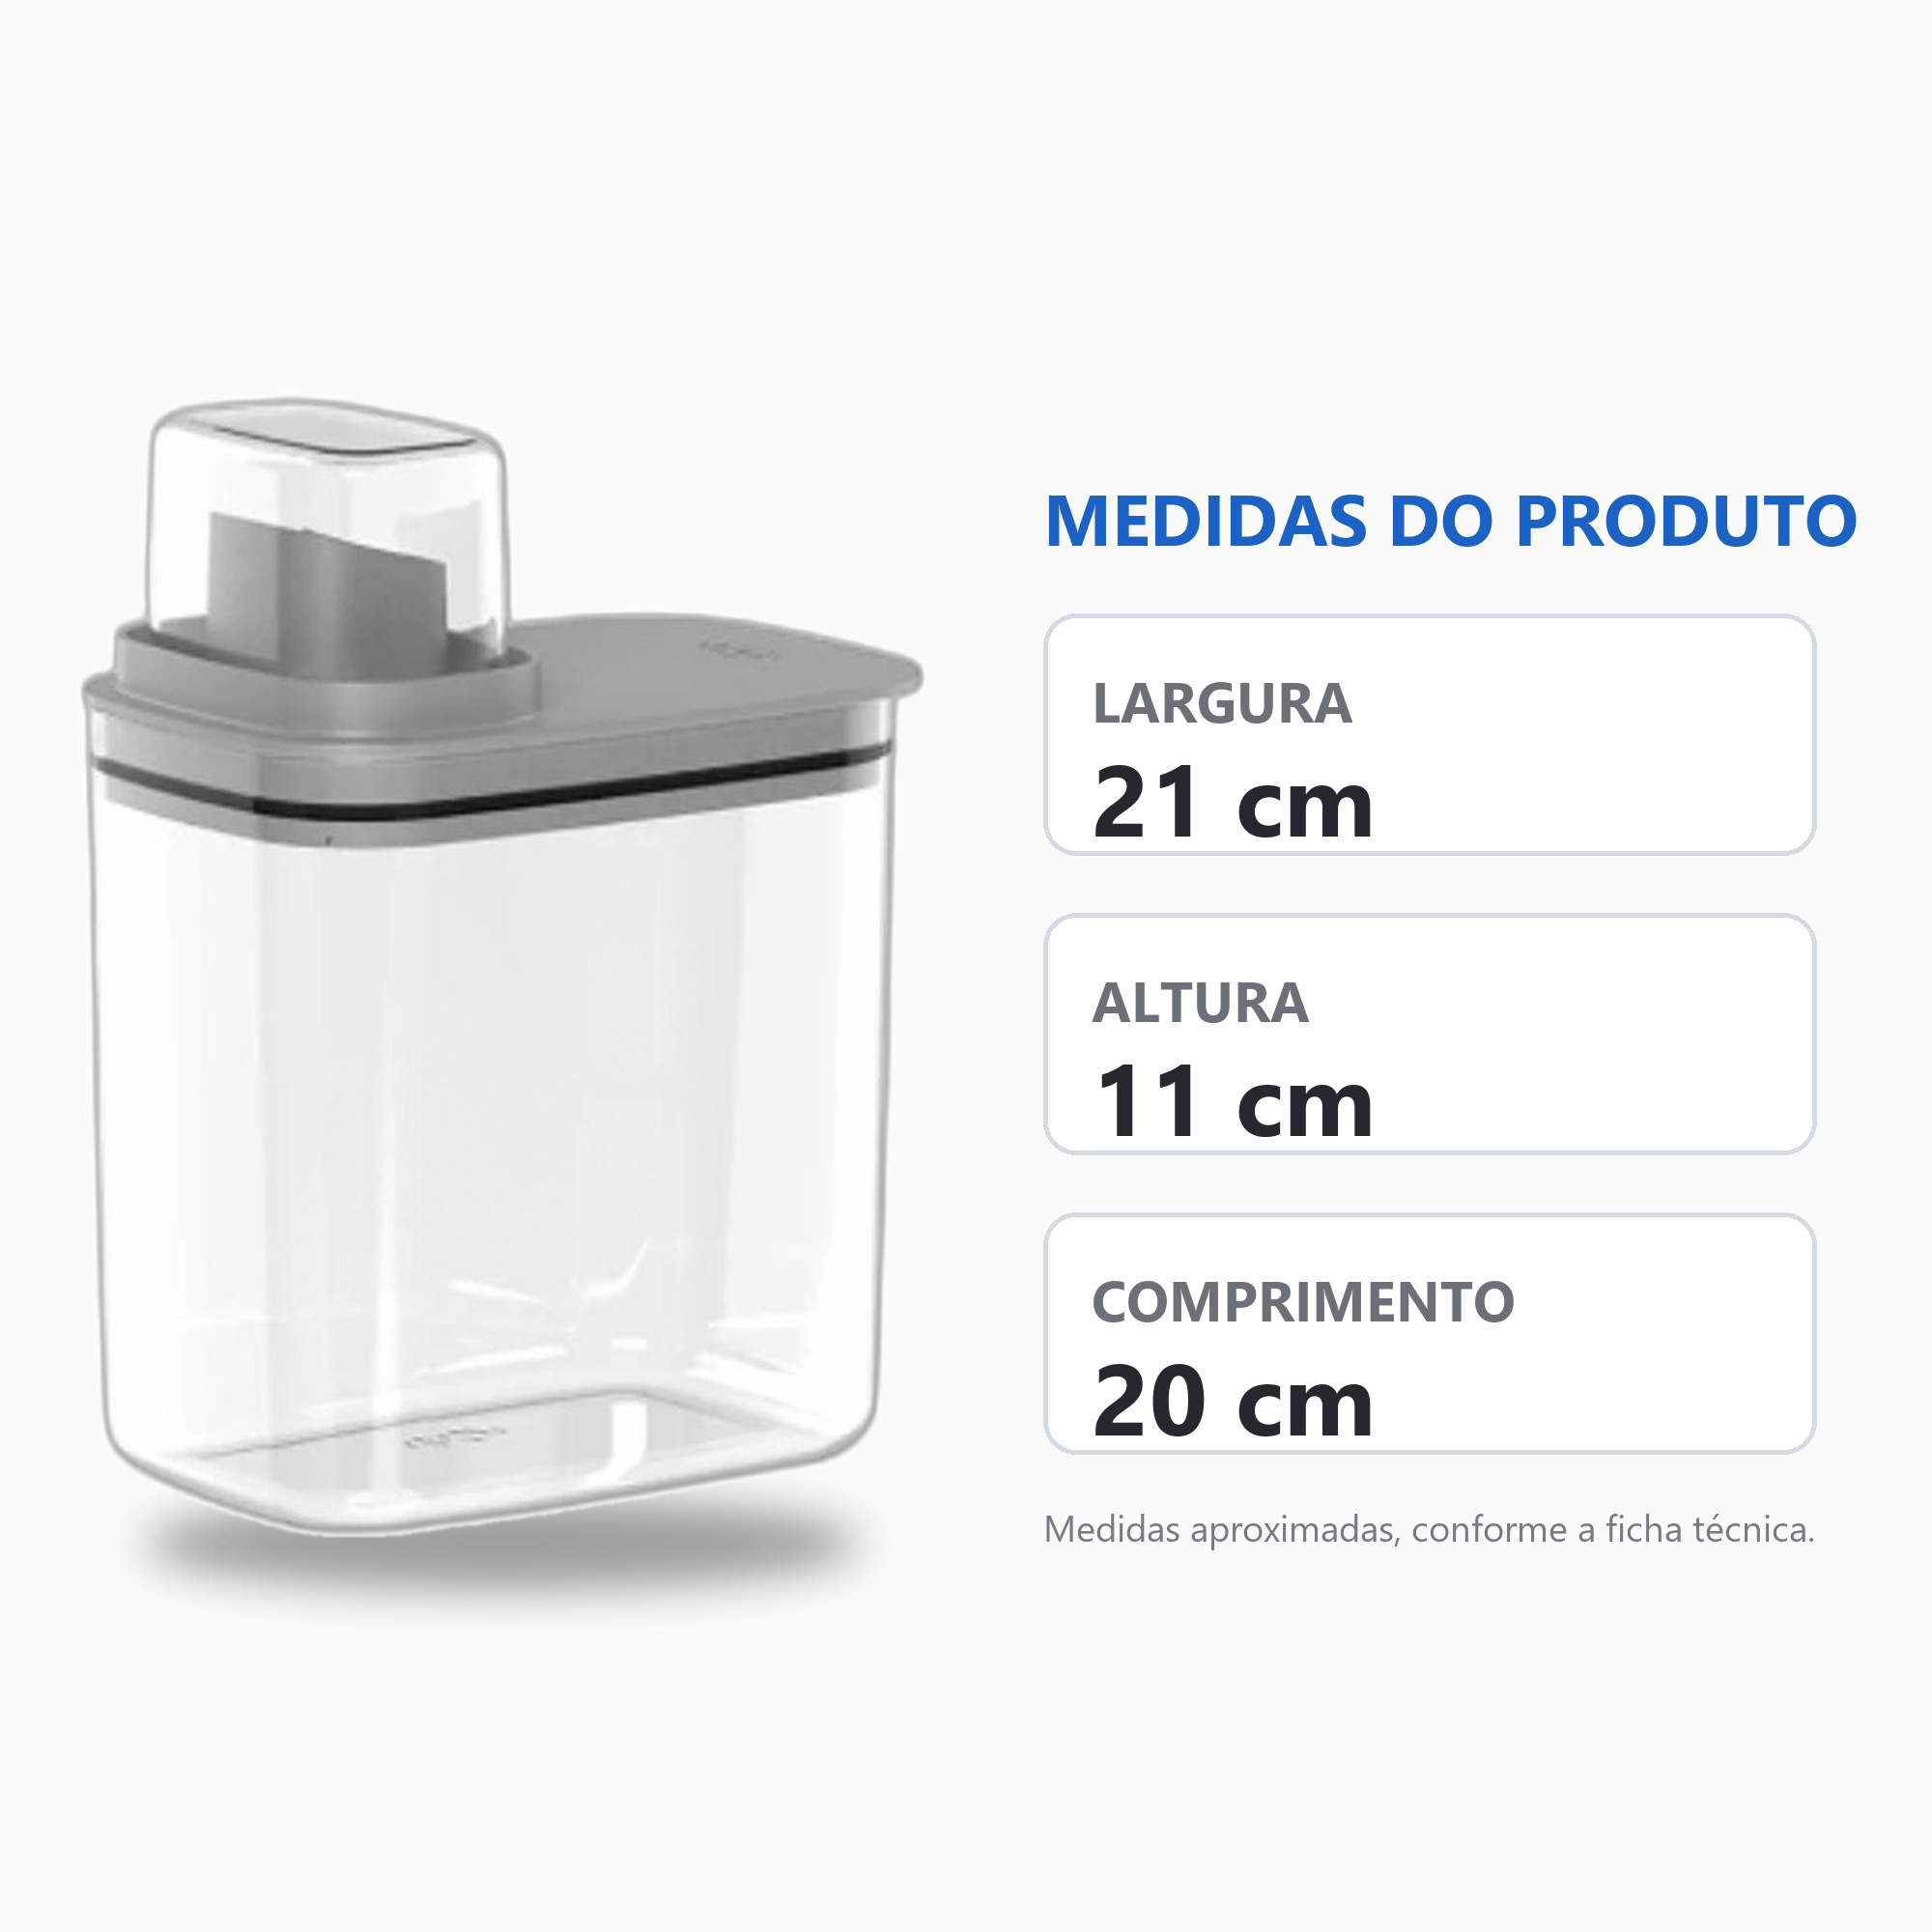 MEDIDAS DO PRODUTO
LARGURA
21 cm
ALTURA
11 cm
COMPRIMENTO
20 cm
Medidas aproximadas, conforme a ficha técnica.